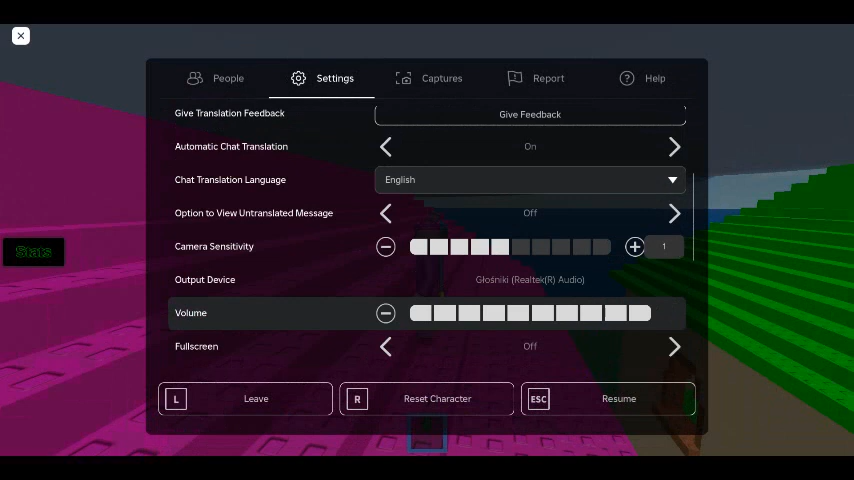 People
Settings
Captures
Report
Help
Give Translation Feedback
Give Feedback
Automatic Chat Translation
On
Chat Translation Language
English
Option to View Untranslated Message
Off
Camera Sensitivity
1
Output Device
Głośniki (Realtek(R) Audio)
Volume
Fullscreen
Off
L
Leave
R
Reset Character
ESC
Resume
Stats